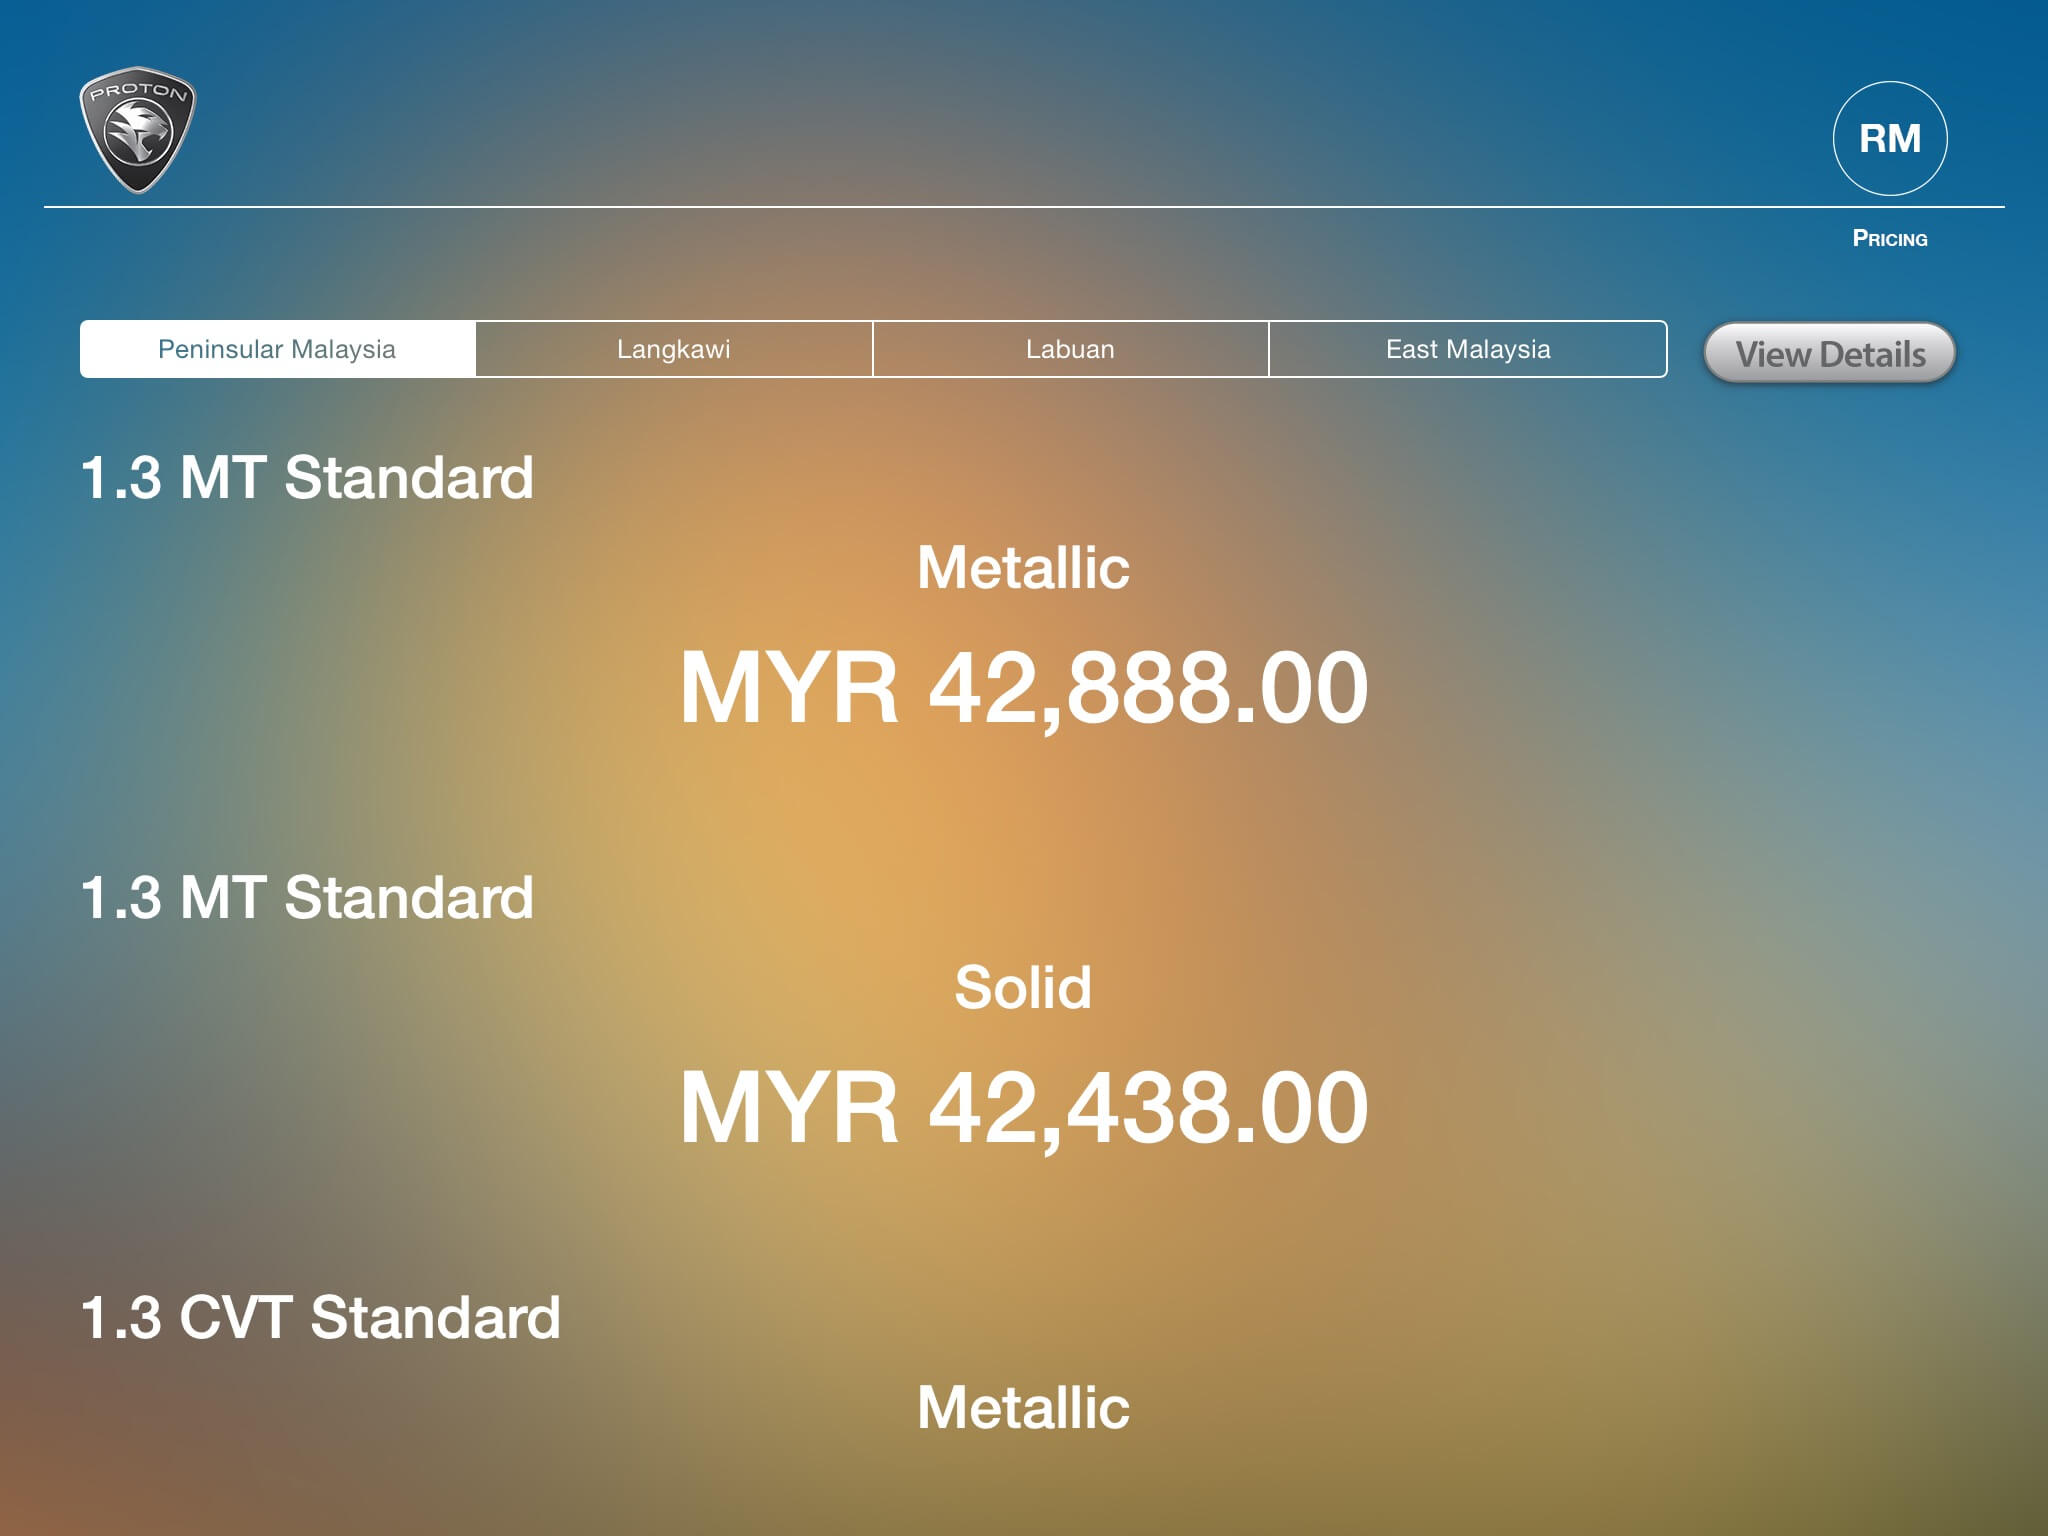 PROTON
RM
Pricing
Peninsular Malaysia
Langkawi
Labuan
East Malaysia
View Details
1.3 MT Standard
Metallic
MYR 42,888.00
1.3 MT Standard
Solid
MYR 42,438.00
1.3 CVT Standard
Metallic